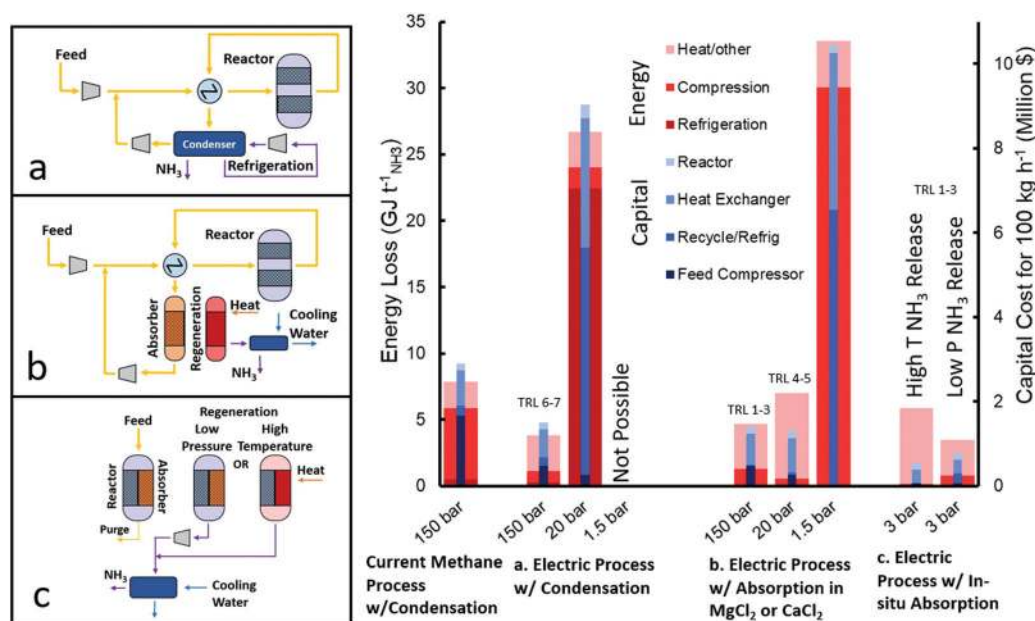 Feed
Reactor
Condenser
NH3
Refrigeration
a
Feed
Reactor
Absorber
Regeneration
Heat
Cooling
Water
NH3
b
Feed
Regeneration
Low
Pressure
OR
High
Temperature
Reactor
Absorber
Heat
Purge
NH3
Cooling
Water
c
Energy Loss (GJ t-1NH3)
35
30
25
20
15
10
5
0
Heat/other
Compression
Refrigeration
Reactor
Heat Exchanger
Recycle/Refrig
Feed Compressor
Energy
Capital
TRL 6-7
Not Possible
TRL 1-3
TRL 4-5
TRL 1-3
High T NH3 Release
Low P NH3 Release
10
8
6
4
2
0
Capital Cost for 100 kg h-1 (Million $)
150 bar
150 bar
20 bar
1.5 bar
150 bar
20 bar
1.5 bar
3 bar
3 bar
Current Methane
Process
w/Condensation
a. Electric Process
w/ Condensation
b. Electric Process
w/ Absorption in
MgCl2 or CaCl2
c. Electric
Process w/ In-
situ Absorption